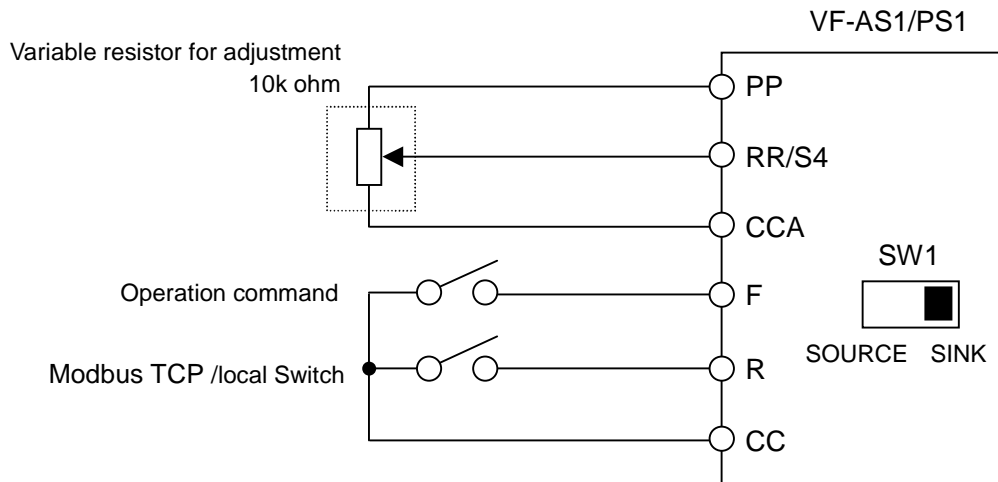 VF-AS1/PS1
Variable resistor for adjustment
10k ohm
PP
RR/S4
CCA
SW1
Operation command
F
SOURCE SINK
Modbus TCP /local Switch
R
CC